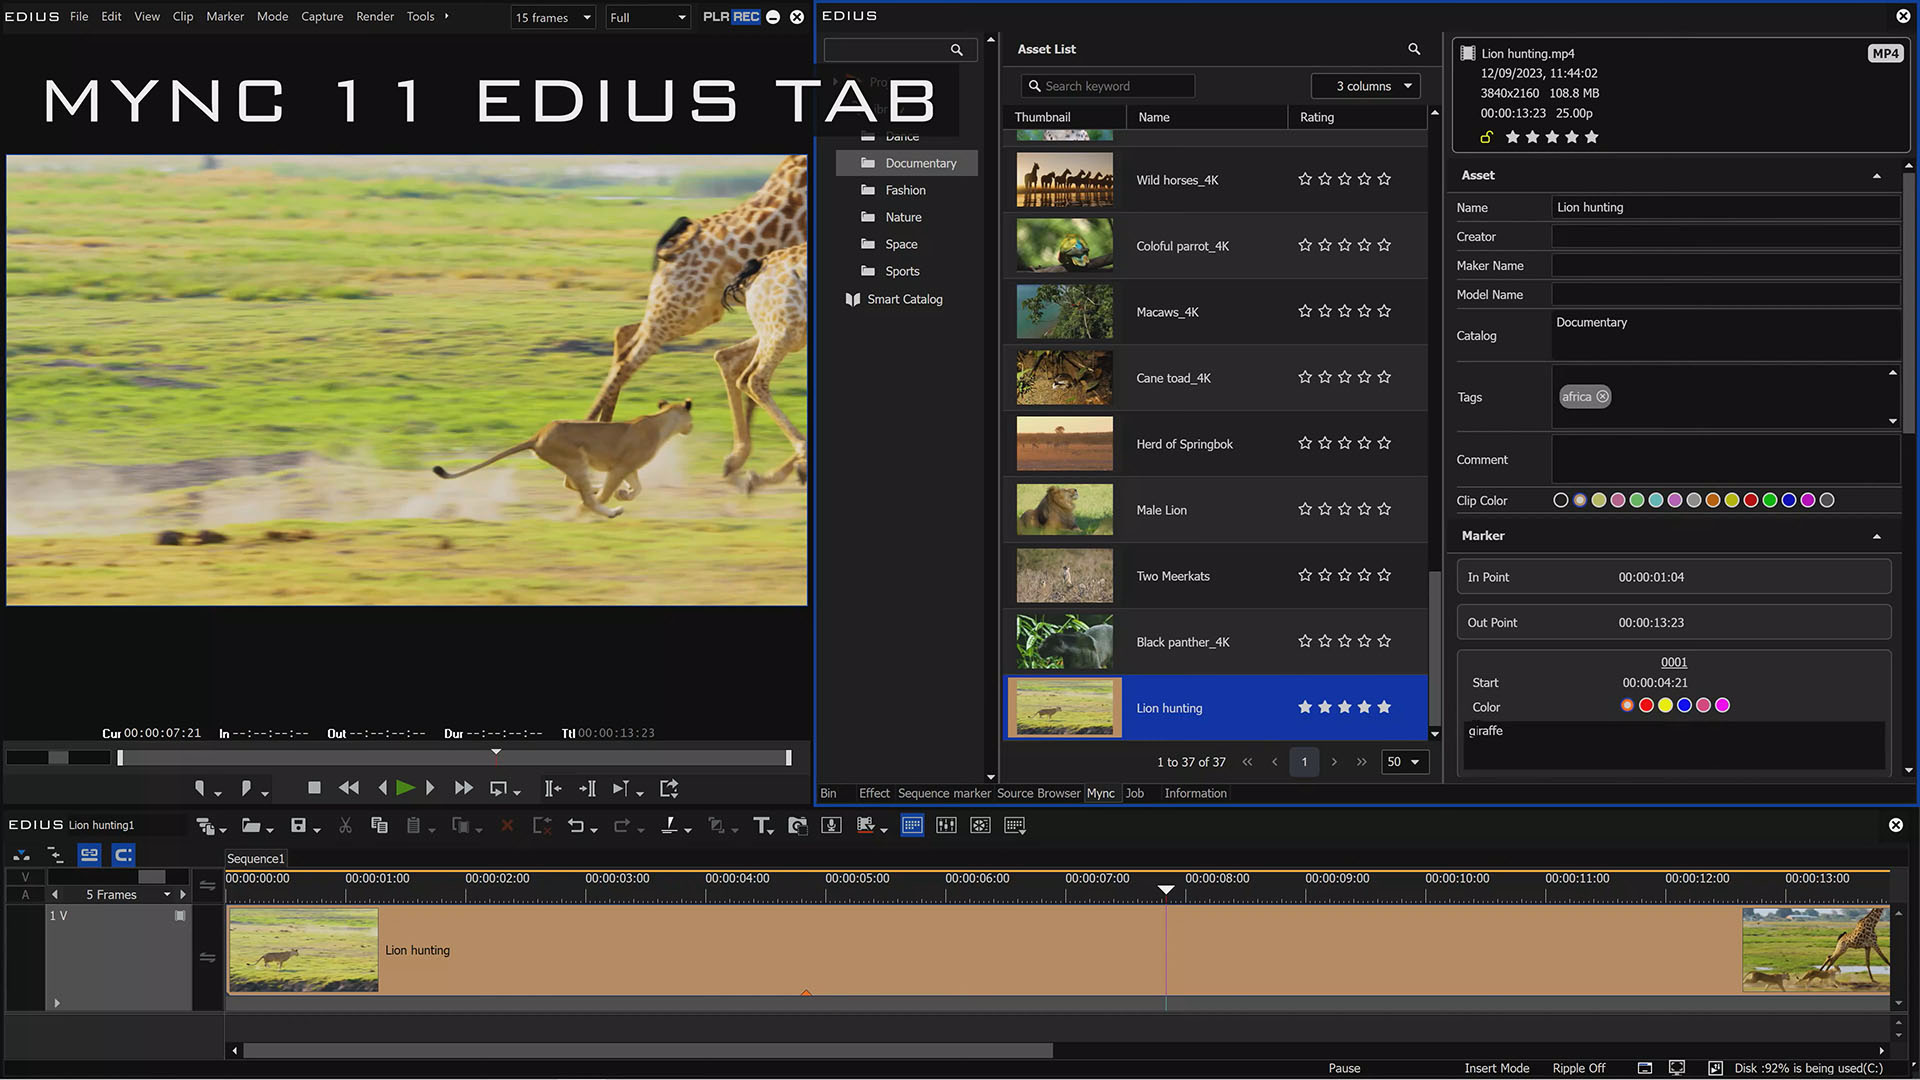 EDIUS File Edit View Clip Marker Mode Capture Render Tools 15 frames Full PLR REC
MYNC 11 EDIUS TAB
Cur 00:00:07:21 In --:--:--:-- Out --:--:--:-- Dur --:--:--:-- Ttl 00:00:13:23
EDIUS
Dance
Documentary
Fashion
Nature
Space
Sports
Smart Catalog
Asset List
Search keyword 3 columns
Thumbnail Name Rating
Wild horses_4K
Coloful parrot_4K
Macaws_4K
Cane toad_4K
Herd of Springbok
Male Lion
Two Meerkats
Black panther_4K
Lion hunting
1 to 37 of 37 1 50
Bin Effect Sequence marker Source Browser Mync Job Information
Lion hunting.mp4 MP4
12/09/2023, 11:44:02
3840x2160 108.8 MB
00:00:13:23 25.00p
Asset
Name Lion hunting
Creator
Maker Name
Model Name
Catalog Documentary
Tags africa
Comment
Clip Color
Marker
In Point 00:00:01:04
Out Point 00:00:13:23
0001
Start 00:00:04:21
Color
giraffe
EDIUS Lion hunting1
Sequence1
V
A
5 Frames
00:00:00:00 00:00:01:00 00:00:02:00 00:00:03:00 00:00:04:00 00:00:05:00 00:00:06:00 00:00:07:00 00:00:08:00 00:00:09:00 00:00:10:00 00:00:11:00 00:00:12:00 00:00:13:00
1 V
Lion hunting
Pause Insert Mode Ripple Off Disk :92% is being used(C:)